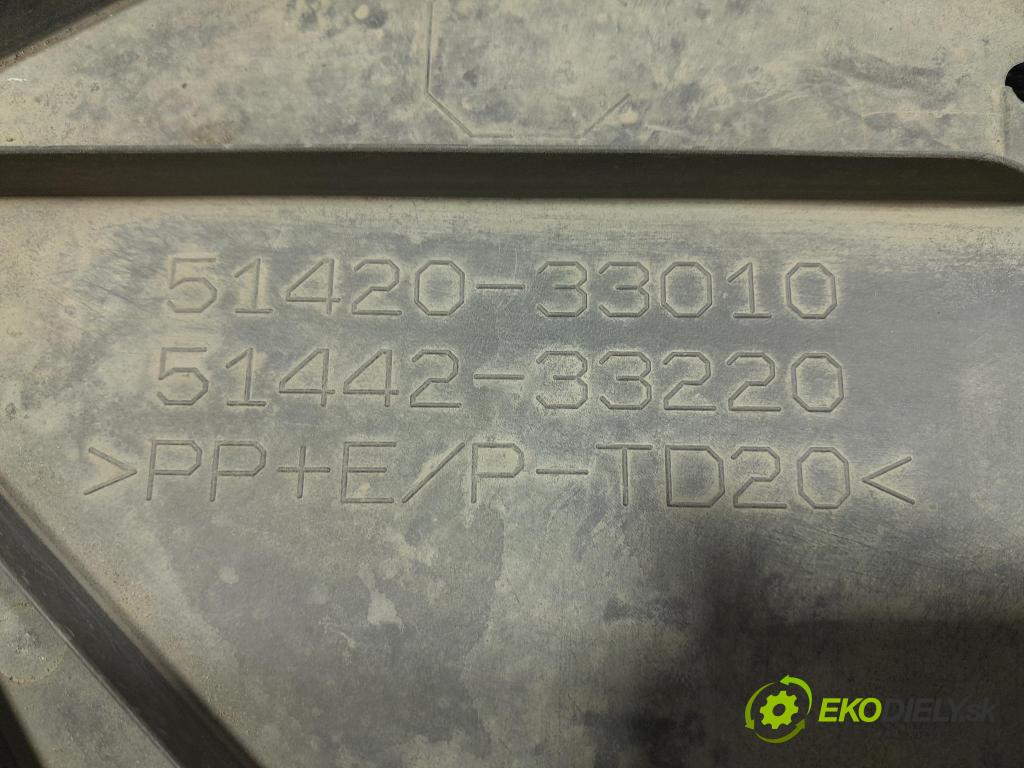 51420-33010
51442-33220
>PP+E/P-TD20<
EKODIELY.sk